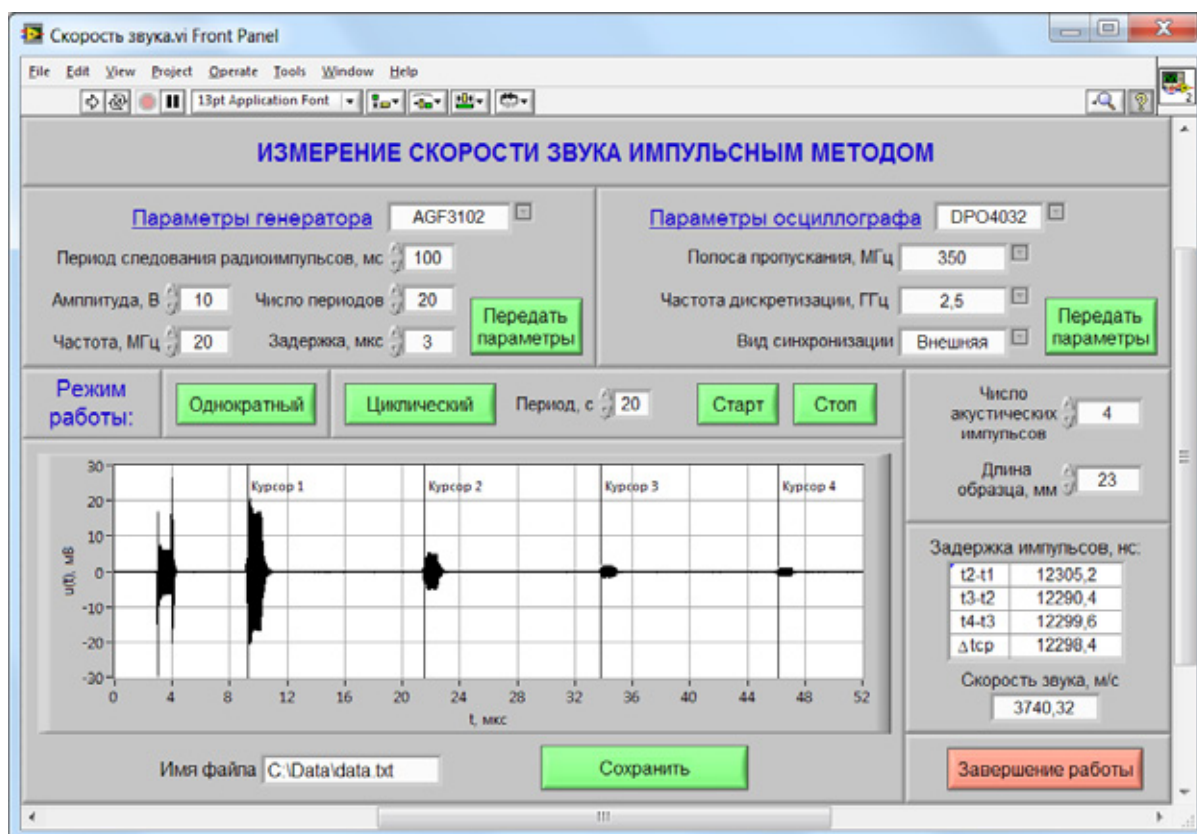 Скорость звука.vi Front Panel
File Edit View Project Operate Tools Window Help
13pt Application Font
2
ИЗМЕРЕНИЕ СКОРОСТИ ЗВУКА ИМПУЛЬСНЫМ МЕТОДОМ
Параметры генератора AGF3102
Период следования радиоимпульсов, мс 100
Амплитуда, В 10 Число периодов 20
Частота, МГц 20 Задержка, мкс 3
Передать
параметры
Параметры осциллографа DPO4032
Полоса пропускания, МГц 350
Частота дискретизации, ГГц 2,5
Вид синхронизации Внешняя
Передать
параметры
Режим
работы:
Однократный
Циклический
Период, с 20
Старт
Стоп
Число
акустических 4
импульсов
Длина
образца, мм 23
30
20
10
0
-10
-20
-30
u(t), мВ
Курсор 1 Курсор 2 Курсор 3 Курсор 4
0 4 8 12 16 20 24 28 32 36 40 44 48 52
t, мкс
Задержка импульсов, нс:
t2-t1 12305,2
t3-t2 12290,4
t4-t3 12299,6
Δtср 12298,4
Скорость звука, м/с
3740,32
Имя файла C:\Data\data.txt
Сохранить
Завершение работы